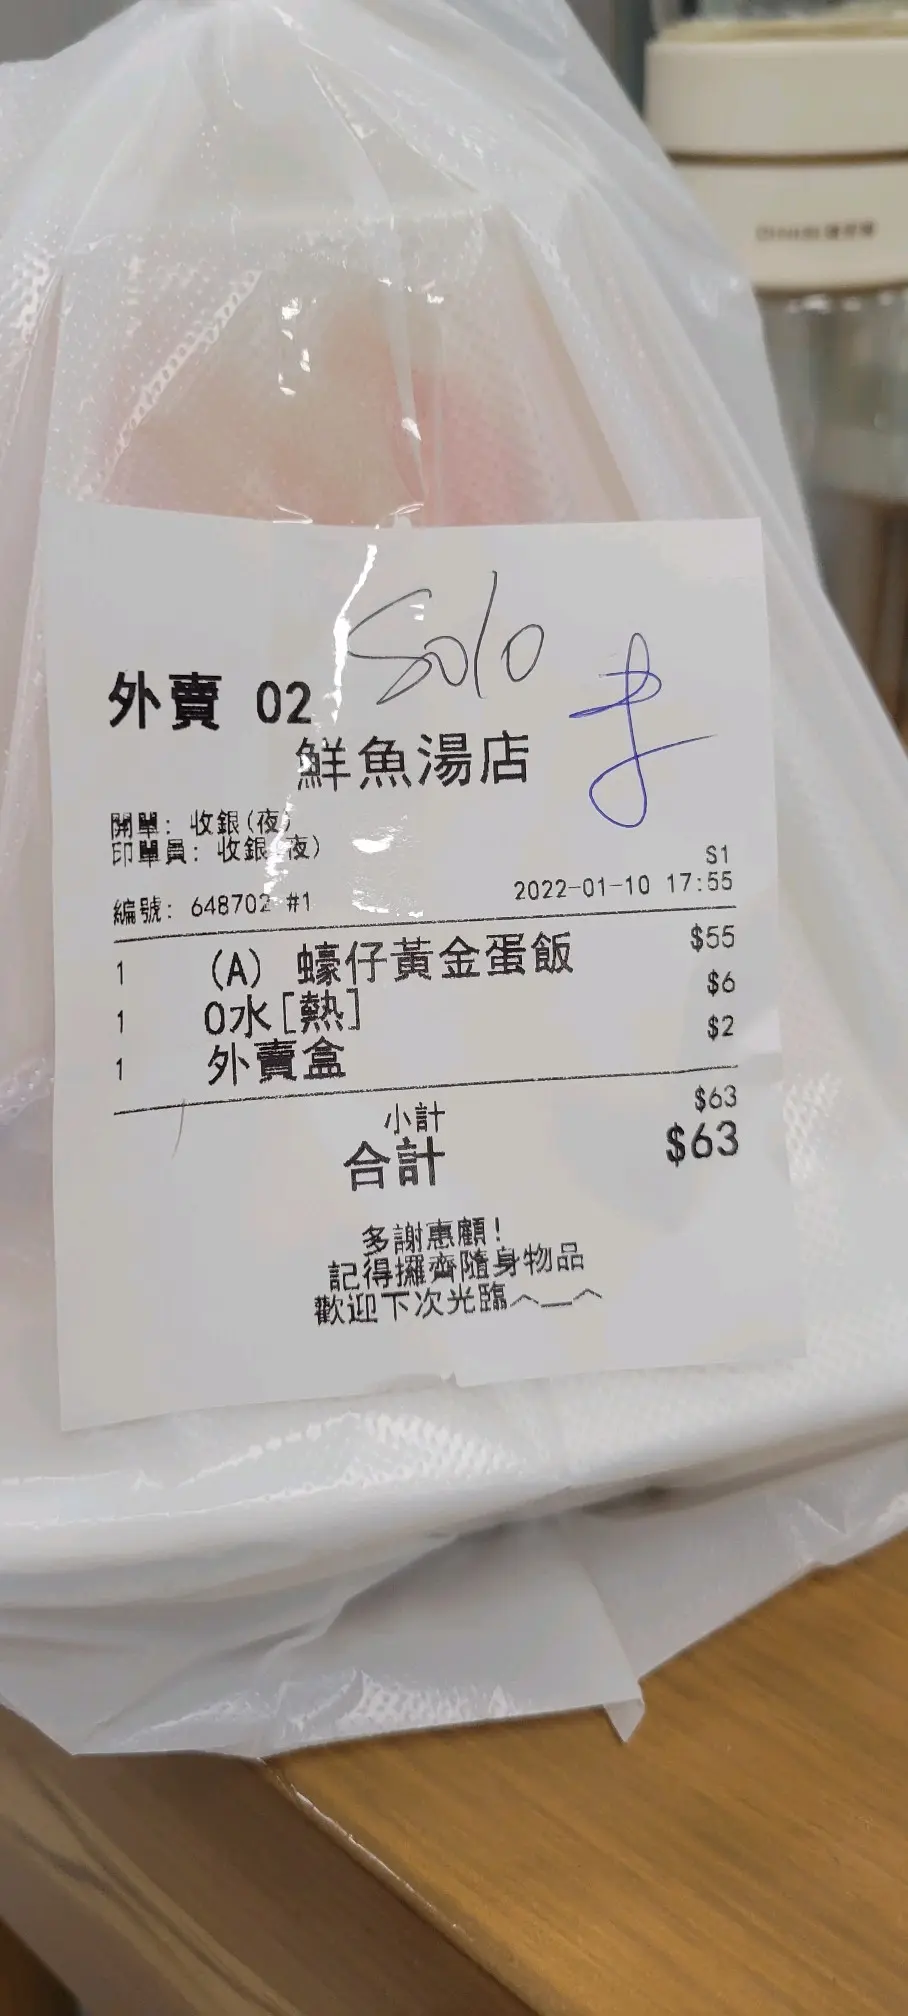 Solo
外賣 02
鮮魚湯店
開單: 收銀(夜)
印單員: 收銀(夜)
S1
編號: 648702 #1 2022-01-10 17:55
1 (A) 蠔仔黃金蛋飯 $55
1 O水[熱] $6
1 外賣盒 $2
小計 $63
合計 $63
多謝惠顧!
記得攞齊隨身物品
歡迎下次光臨^__^